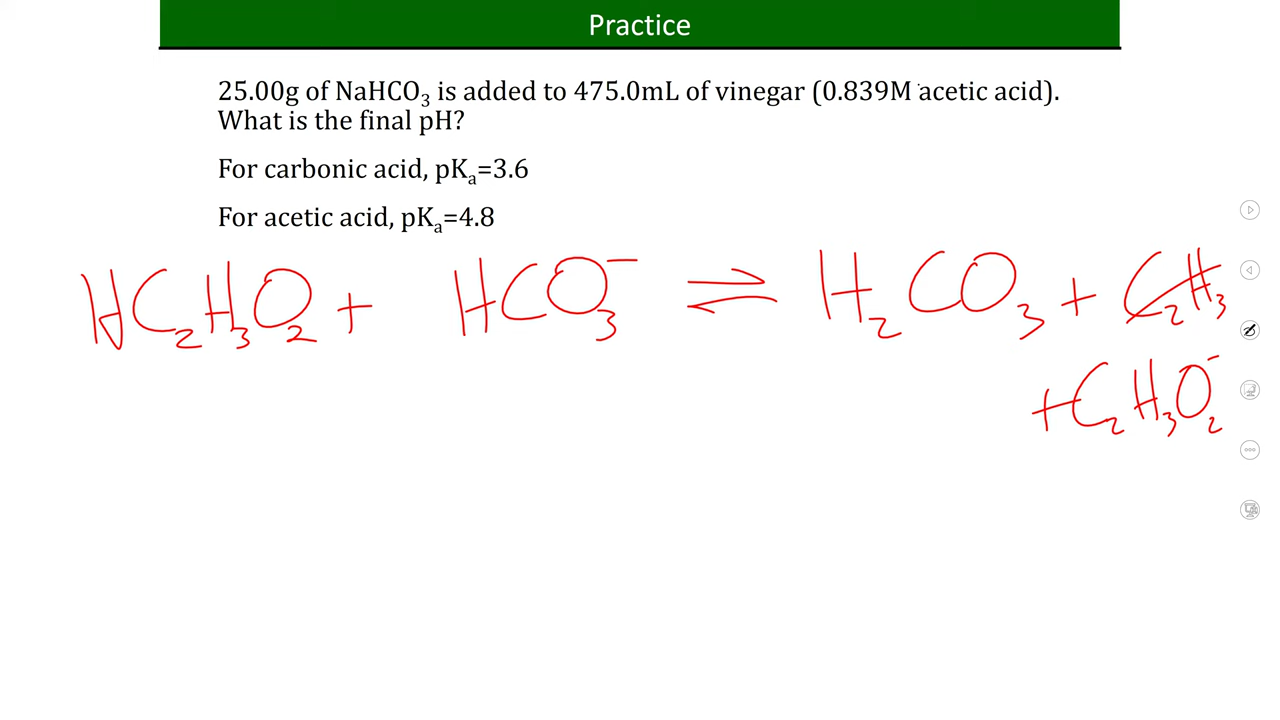 Practice
25.00g of NaHCO₃ is added to 475.0mL of vinegar (0.839M acetic acid).
What is the final pH?
For carbonic acid, pKₐ=3.6
For acetic acid, pKₐ=4.8
HC₂H₃O₂ + HCO₃⁻ ⇌ H₂CO₃ + C₂H₃
+ C₂H₃O₂⁻